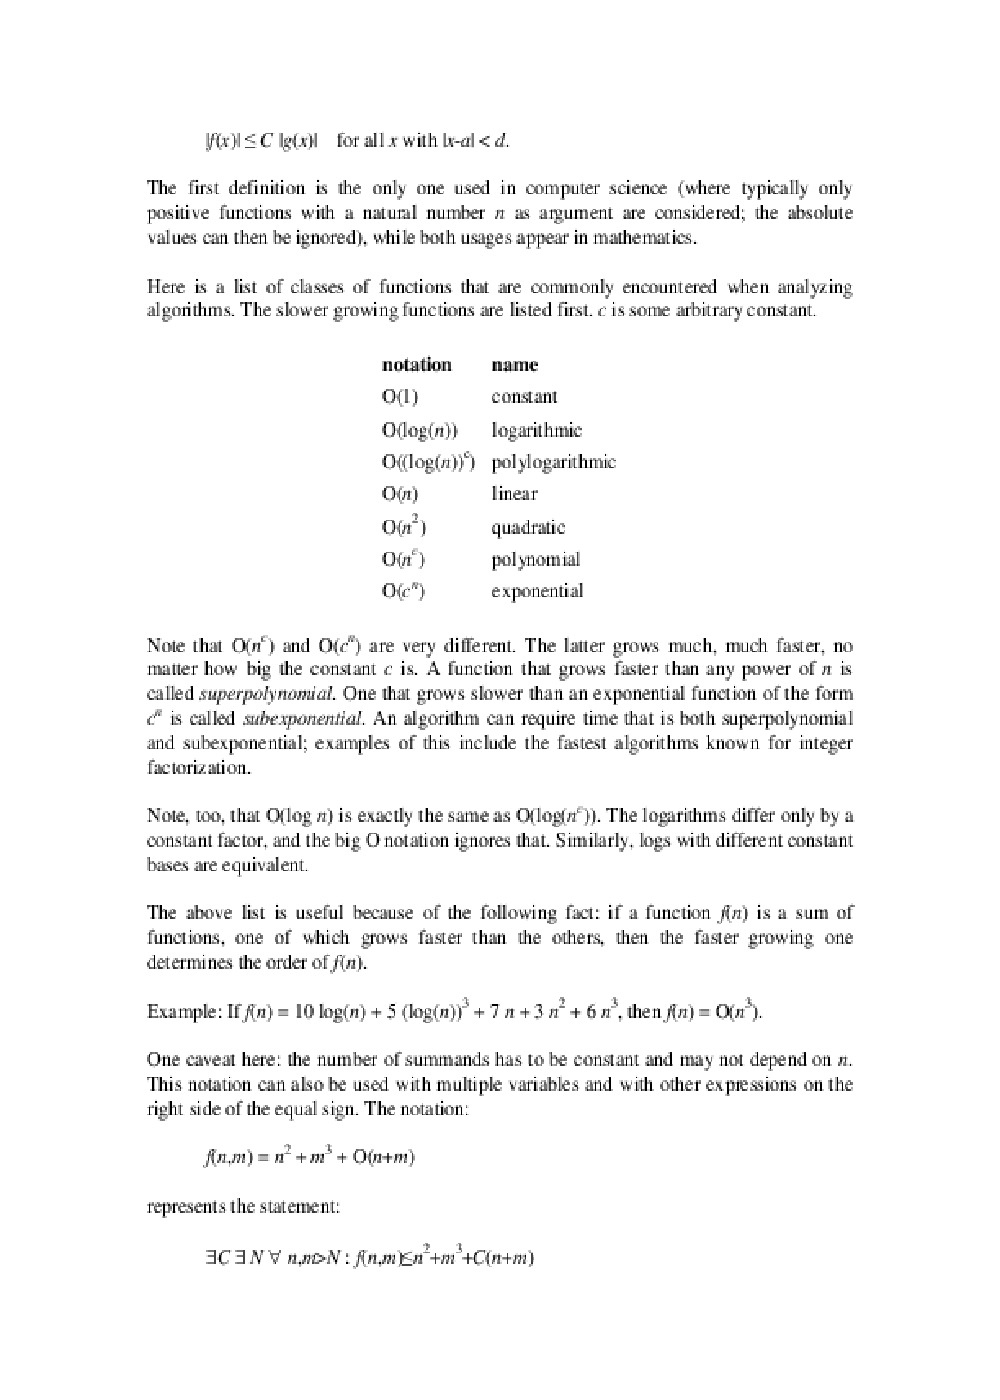 |f(x)| ≤ C |g(x)|    for all x with |x-a| < d.
The first definition is the only one used in computer science (where typically only
positive functions with a natural number n as argument are considered; the absolute
values can then be ignored), while both usages appear in mathematics.
Here is a list of classes of functions that are commonly encountered when analyzing
algorithms. The slower growing functions are listed first. c is some arbitrary constant.
notation name
O(1) constant
O(log(n)) logarithmic
O((log(n))^c) polylogarithmic
O(n) linear
O(n^2) quadratic
O(n^c) polynomial
O(c^n) exponential
Note that O(n^c) and O(c^n) are very different. The latter grows much, much faster, no
matter how big the constant c is. A function that grows faster than any power of n is
called superpolynomial. One that grows slower than an exponential function of the form
c^n is called subexponential. An algorithm can require time that is both superpolynomial
and subexponential; examples of this include the fastest algorithms known for integer
factorization.
Note, too, that O(log n) is exactly the same as O(log(n^c)). The logarithms differ only by a
constant factor, and the big O notation ignores that. Similarly, logs with different constant
bases are equivalent.
The above list is useful because of the following fact: if a function f(n) is a sum of
functions, one of which grows faster than the others, then the faster growing one
determines the order of f(n).
Example: If f(n) = 10 log(n) + 5 (log(n))^3 + 7 n + 3 n^2 + 6 n^3, then f(n) = O(n^3).
One caveat here: the number of summands has to be constant and may not depend on n.
This notation can also be used with multiple variables and with other expressions on the
right side of the equal sign. The notation:
f(n,m) = n^2 + m^3 + O(n+m)
represents the statement:
∃C ∃ N ∀ n,m>N : f(n,m)≤n^2+m^3+C(n+m)